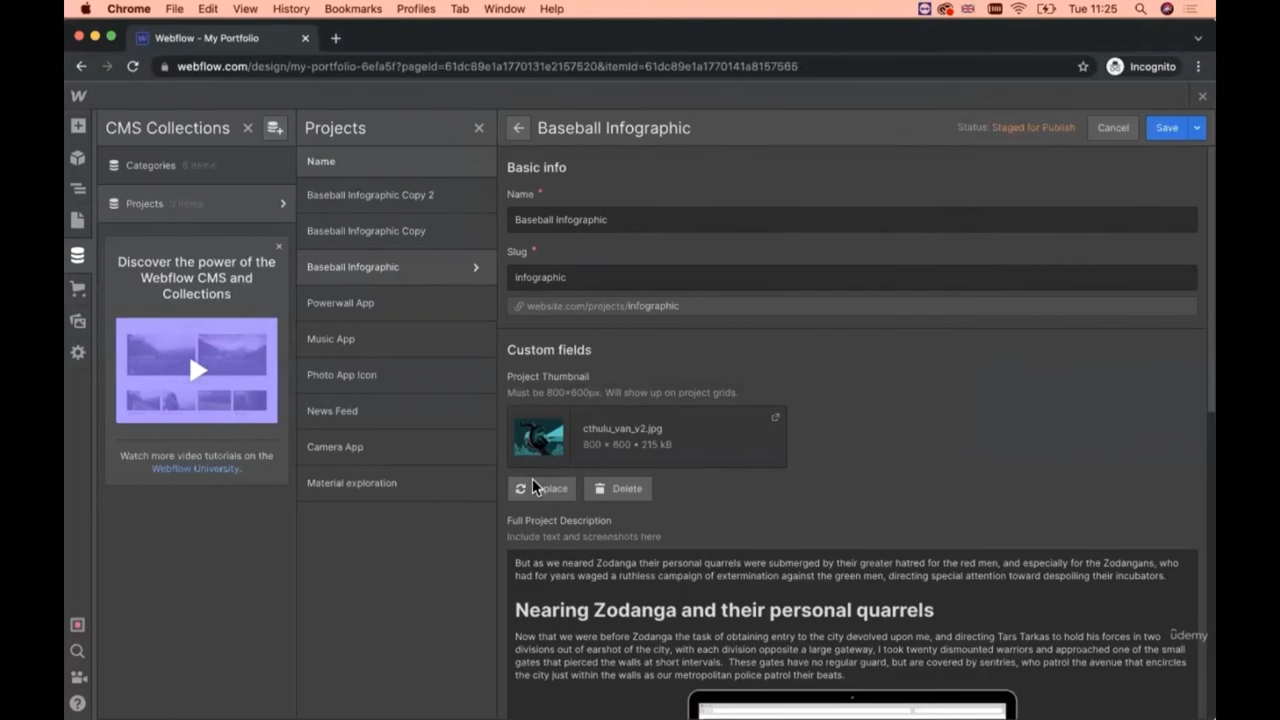 Chrome File Edit View History Bookmarks Profiles Tab Window Help Tue 11:25
Webflow - My Portfolio
webflow.com/design/my-portfolio-6efa5f?pageId=61dc89e1a1770131e2157520&itemId=61dc89e1a1770141a8157565 Incognito
CMS Collections
Categories 6 items
Projects 9 items
Discover the power of the
Webflow CMS and
Collections
Watch more video tutorials on the
Webflow University.
Projects
Name
Baseball Infographic Copy 2
Baseball Infographic Copy
Baseball Infographic
Powerwall App
Music App
Photo App Icon
News Feed
Camera App
Material exploration
Baseball Infographic Status: Staged for Publish Cancel Save
Basic info
Name *
Baseball Infographic
Slug *
infographic
website.com/projects/infographic
Custom fields
Project Thumbnail
Must be 800×600px. Will show up on project grids.
cthulu_van_v2.jpg
800 × 600 • 215 kB
place Delete
Full Project Description
Include text and screenshots here
But as we neared Zodanga their personal quarrels were submerged by their greater hatred for the red men, and especially for the Zodangans, who
had for years waged a ruthless campaign of extermination against the green men, directing special attention toward despoiling their incubators.
Nearing Zodanga and their personal quarrels
Now that we were before Zodanga the task of obtaining entry to the city devolved upon me, and directing Tars Tarkas to hold his forces in two
divisions out of earshot of the city, with each division opposite a large gateway, I took twenty dismounted warriors and approached one of the small
gates that pierced the walls at short intervals. These gates have no regular guard, but are covered by sentries, who patrol the avenue that encircles
the city just within the walls as our metropolitan police patrol their beats.
ûdemy